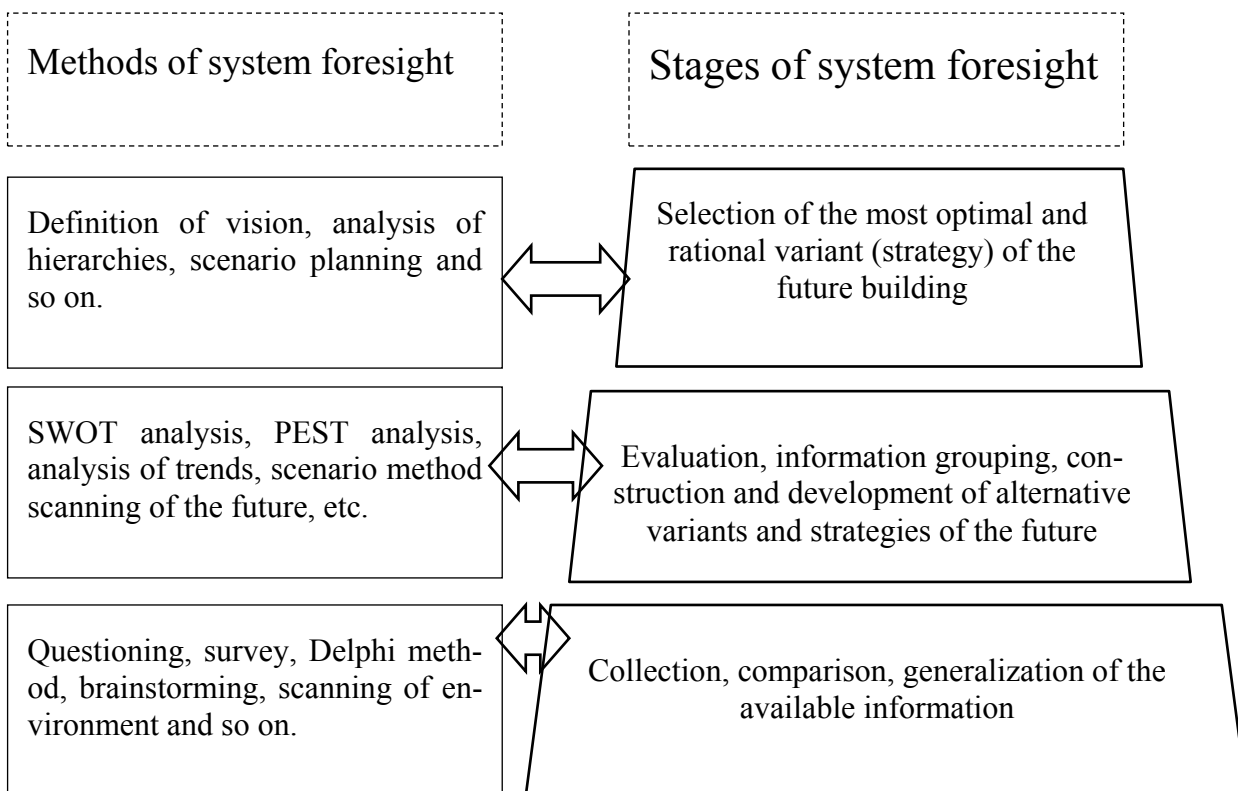 Methods of system foresight
Stages of system foresight
Definition of vision, analysis of
hierarchies, scenario planning and
so on.
Selection of the most optimal and
rational variant (strategy) of the
future building
SWOT analysis, PEST analysis,
analysis of trends, scenario method
scanning of the future, etc.
Evaluation, information grouping, con-
struction and development of alternative
variants and strategies of the future
Questioning, survey, Delphi meth-
od, brainstorming, scanning of en-
vironment and so on.
Collection, comparison, generalization of the
available information